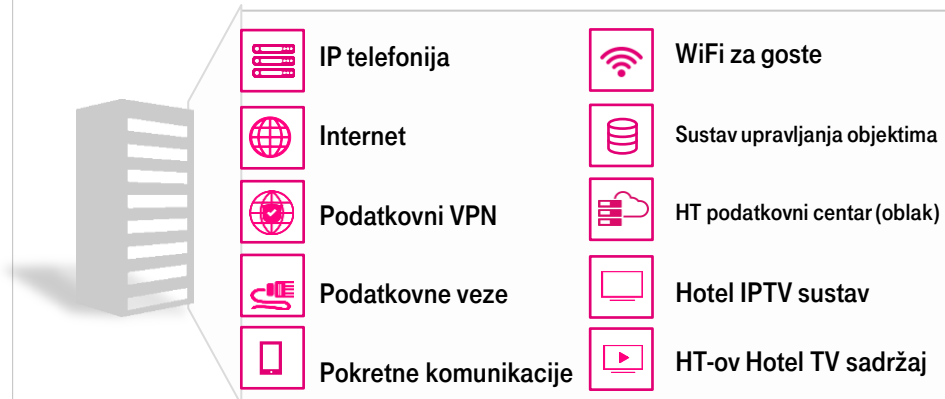 IP telefonija
Internet
Podatkovni VPN
Podatkovne veze
Pokretne komunikacije
WiFi za goste
Sustav upravljanja objektima
HT podatkovni centar (oblak)
Hotel IPTV sustav
HT-ov Hotel TV sadržaj